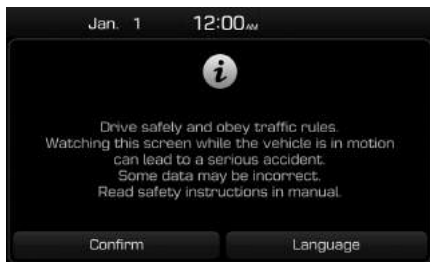 Jan. 1 12:00AM
i
Drive safely and obey traffic rules.
Watching this screen while the vehicle is in motion
can lead to a serious accident.
Some data may be incorrect.
Read safety instructions in manual.
Confirm Language